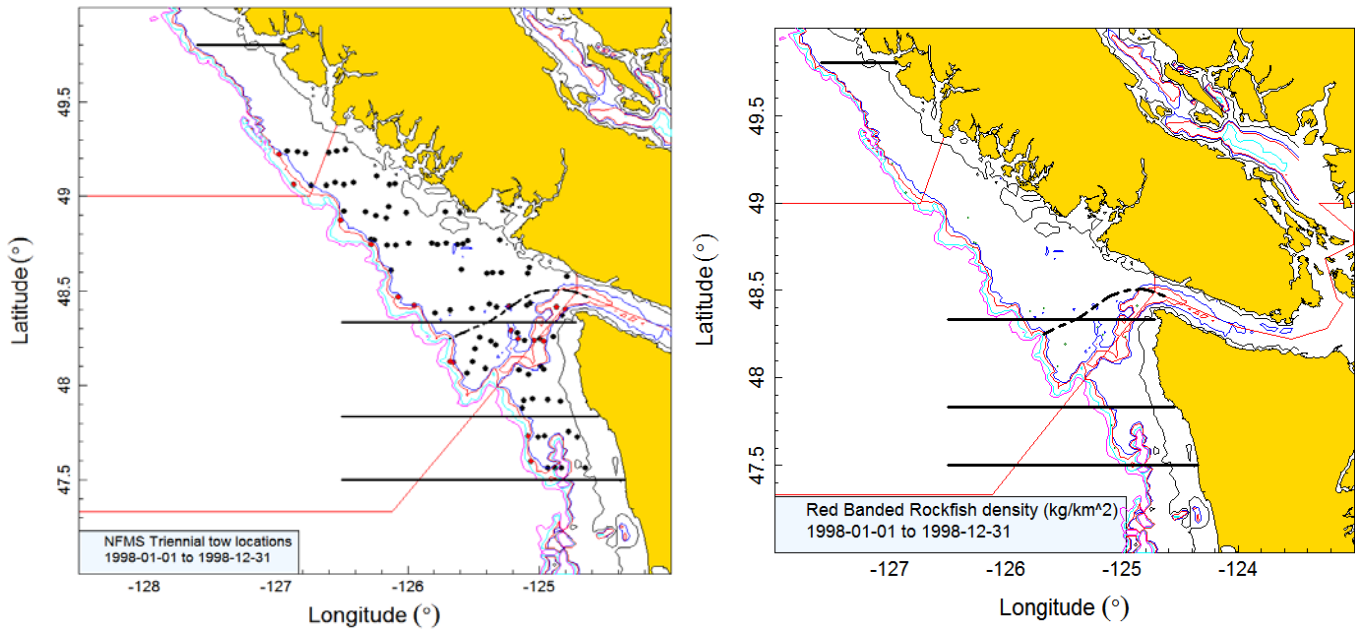 49.5
49
48.5
48
47.5
Latitude (°)
NFMS Triennial tow locations
1998-01-01 to 1998-12-31
-128
-127
-126
-125
Longitude (°)
49.5
49
48.5
48
47.5
Latitude (°)
Red Banded Rockfish density (kg/km^2)
1998-01-01 to 1998-12-31
-127
-126
-125
-124
Longitude (°)